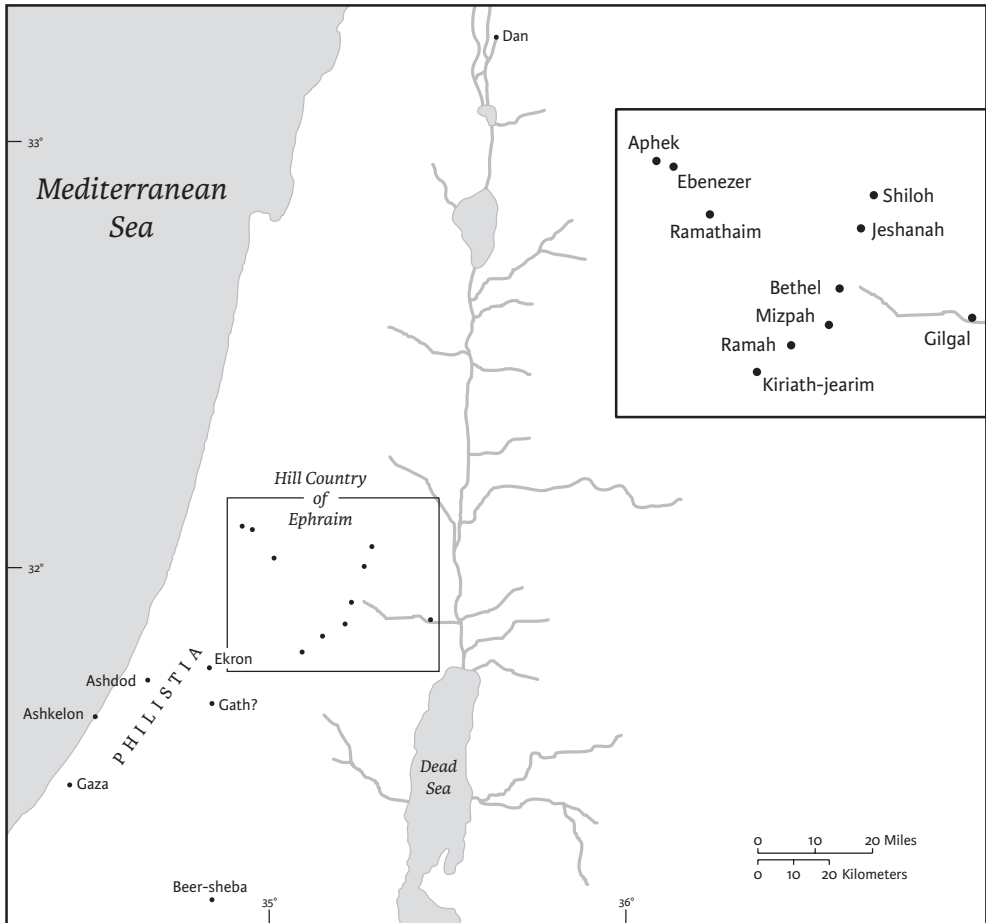 Dan
33°
Mediterranean
Sea
Aphek
Ebenezer
Shiloh
Ramathaim
Jeshanah
Bethel
Mizpah
Gilgal
Ramah
Kiriath-jearim
Hill Country
of
Ephraim
32°
PHILISTIA
Ekron
Ashdod
Gath?
Ashkelon
Dead
Sea
Gaza
0 10 20 Miles
0 10 20 Kilometers
Beer-sheba
35°
36°